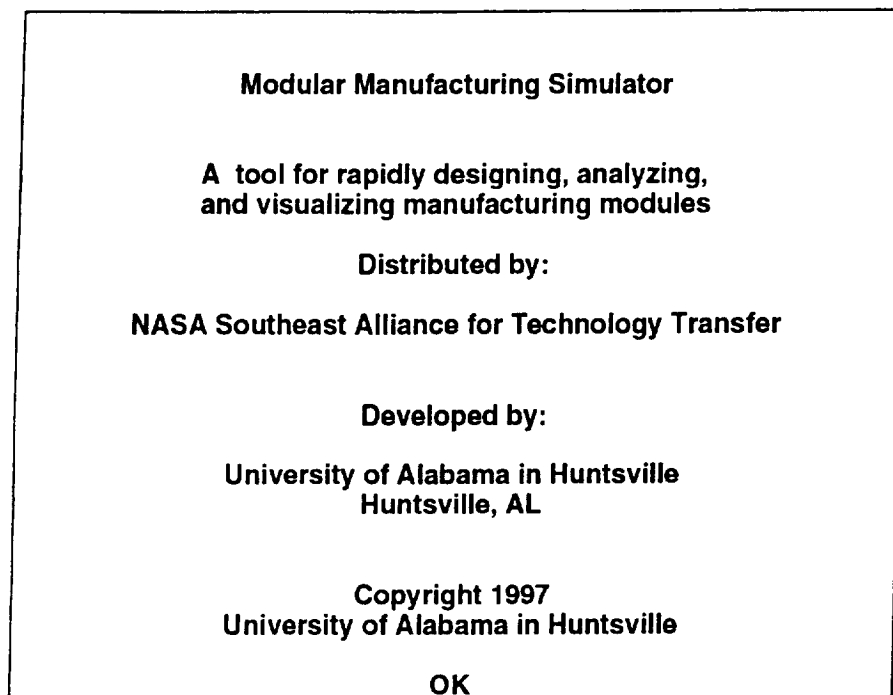 Modular Manufacturing Simulator
A tool for rapidly designing, analyzing,
and visualizing manufacturing modules
Distributed by:
NASA Southeast Alliance for Technology Transfer
Developed by:
University of Alabama in Huntsville
Huntsville, AL
Copyright 1997
University of Alabama in Huntsville
OK